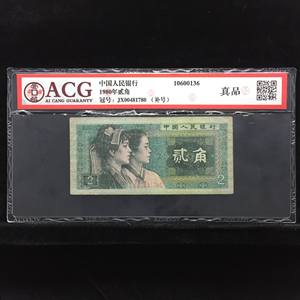 ACG
AI CANG GUARANTY
中国人民银行
1980年贰角
冠号：JX00481780 （补号）
10600136
真品
中国人民银行
贰角
2
2